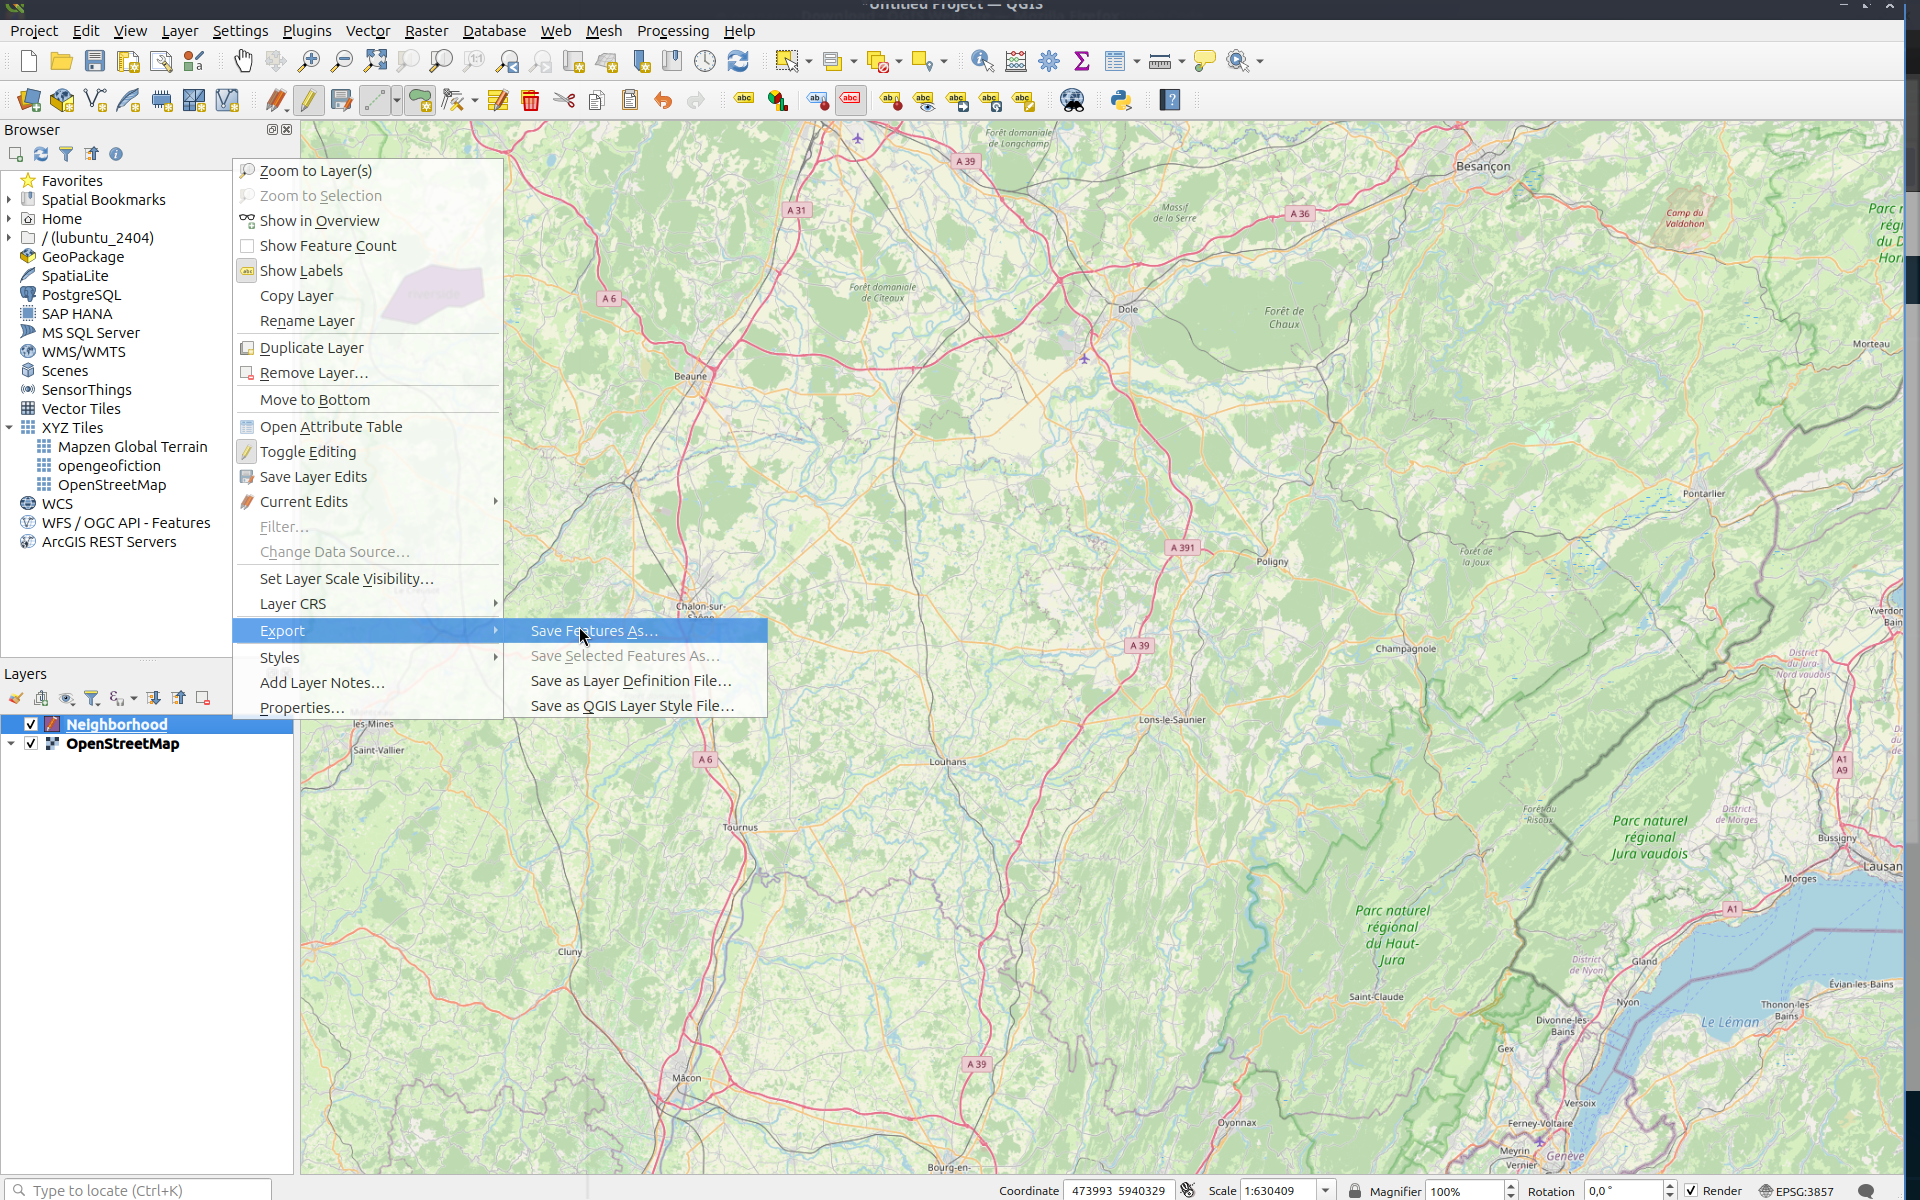 *Untitled Project — QGIS
Project Edit View Layer Settings Plugins Vector Raster Database Web Mesh Processing Help
Browser
Favorites
Spatial Bookmarks
Home
/ (lubuntu_2404)
GeoPackage
SpatiaLite
PostgreSQL
SAP HANA
MS SQL Server
WMS/WMTS
Scenes
SensorThings
Vector Tiles
XYZ Tiles
Mapzen Global Terrain
opengeofiction
OpenStreetMap
WCS
WFS / OGC API - Features
ArcGIS REST Servers
Layers
Neighborhood
OpenStreetMap
Zoom to Layer(s)
Zoom to Selection
Show in Overview
Show Feature Count
Show Labels
Copy Layer
Rename Layer
Duplicate Layer
Remove Layer…
Move to Bottom
Open Attribute Table
Toggle Editing
Save Layer Edits
Current Edits
Filter…
Change Data Source…
Set Layer Scale Visibility…
Layer CRS
Export
Styles
Add Layer Notes…
Properties…
Save Features As…
Save Selected Features As…
Save as Layer Definition File…
Save as QGIS Layer Style File…
Forêt domaniale
de Longchamp
A 39
Besançon
A 31
Massif
de la Serre
A 36
Camp du
Valdahon
Parc n
régi
du D
Hor
A 6
Forêt domaniale
de Cîteaux
Dole
Forêt de
Chaux
Morteau
Beaune
Pontarlier
A 391
Poligny
Forêt de
la Joux
Chalon-sur-
Saône
Yverdon
Bains
A 39
Champagnole
District
du Jura-Nord
vaudois
les Mines
Saint-Vallier
Lons-le-Saunier
A 6
Louhans
A1
A9
Forêt du
Risoux
District
de Morges
Tournus
Parc naturel
régional
Jura vaudois
Bussigny
Lausan
Morges
A1
Parc naturel
régional
du Haut-
Jura
Cluny
District
de Nyon
Gland
Saint-Claude
Nyon
Évian-les-Bains
Thonon-les-
Bains
Divonne-les-
Bains
Le Léman
Gex
A 39
Mâcon
Versoix
Oyonnax
Ferney-Voltaire
Meyrin
Vernier
Genève
Bourg-en-
Type to locate (Ctrl+K)
Coordinate 473993 5940329 Scale 1:630409 Magnifier 100% Rotation 0,0 ° Render EPSG:3857